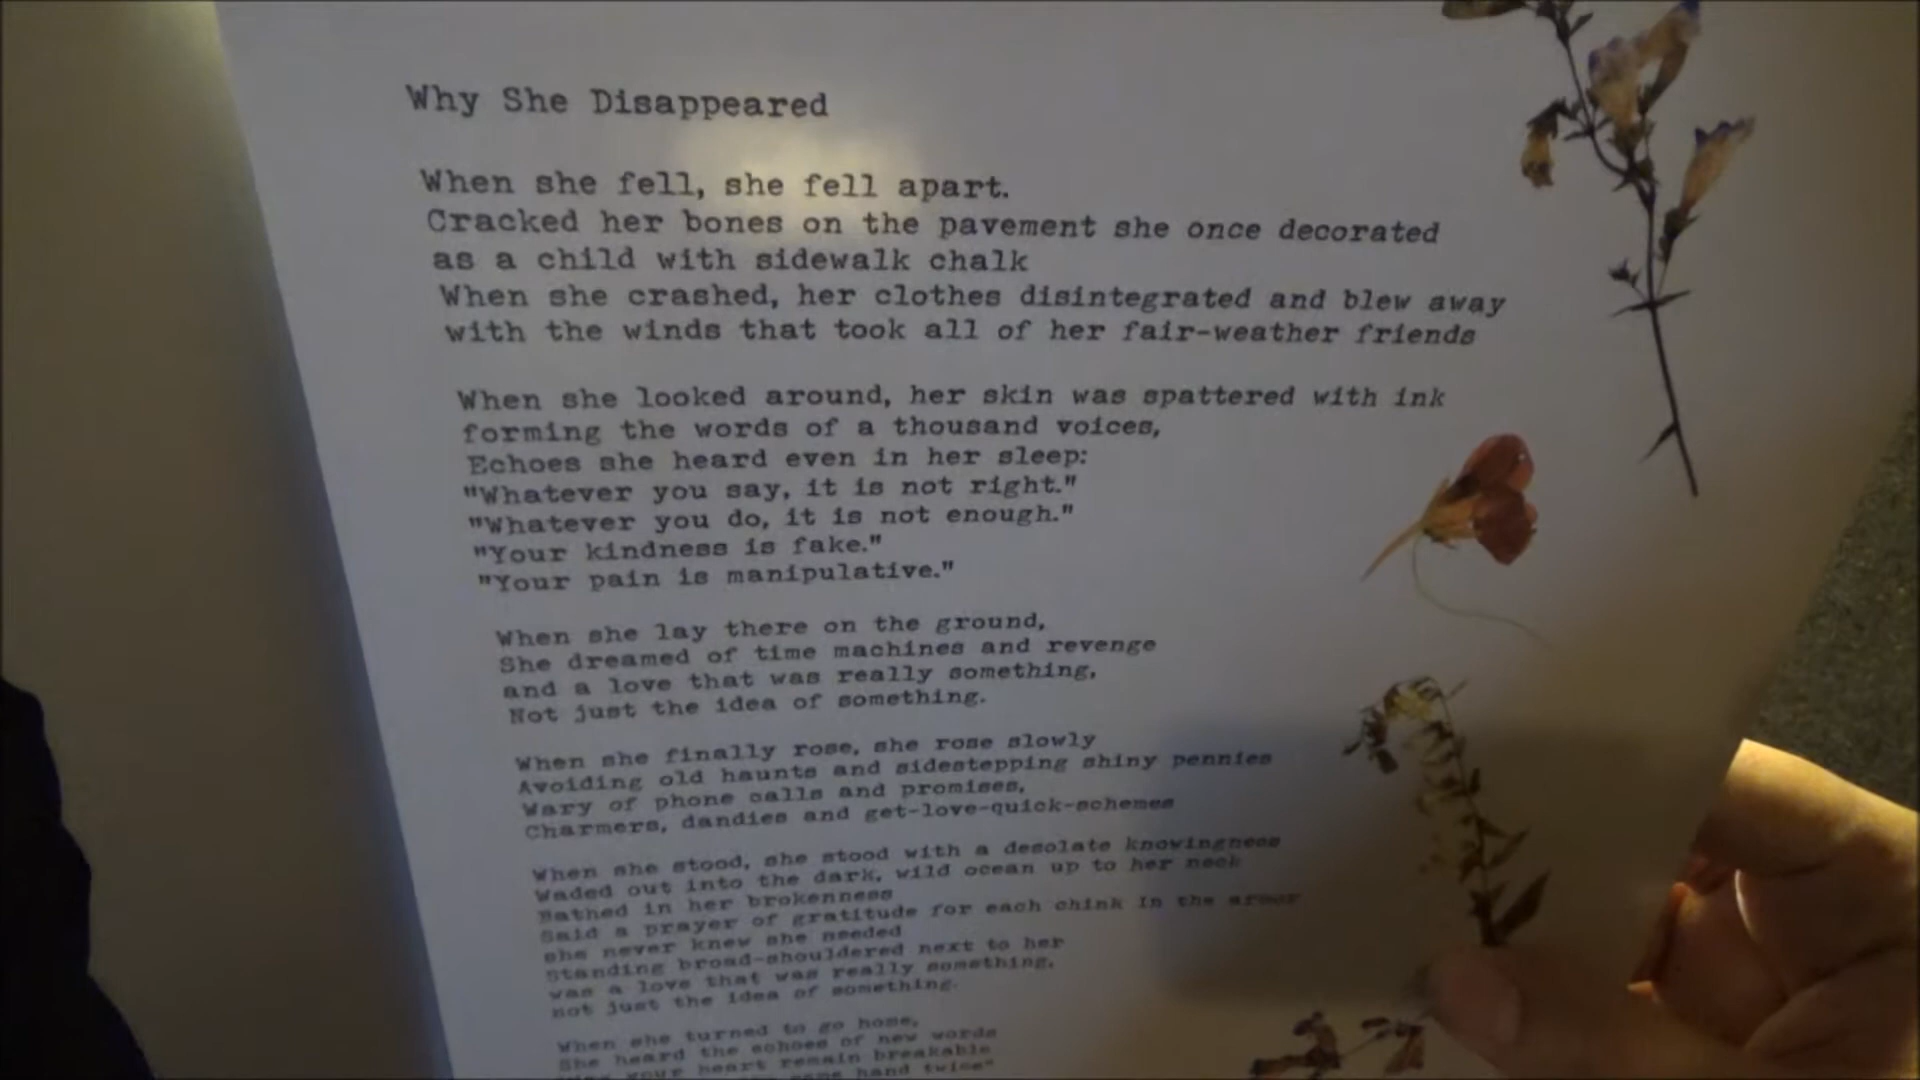 Why She Disappeared
When she fell, she fell apart.
Cracked her bones on the pavement she once decorated
as a child with sidewalk chalk
When she crashed, her clothes disintegrated and blew away
with the winds that took all of her fair-weather friends
When she looked around, her skin was spattered with ink
forming the words of a thousand voices,
Echoes she heard even in her sleep:
"Whatever you say, it is not right."
"Whatever you do, it is not enough."
"Your kindness is fake."
"Your pain is manipulative."
When she lay there on the ground,
She dreamed of time machines and revenge
and a love that was really something,
Not just the idea of something.
When she finally rose, she rose slowly
Avoiding old haunts and sidestepping shiny pennies
Wary of phone calls and promises,
Charmers, dandies and get-love-quick-schemes
When she stood, she stood with a desolate knowingness
Waded out into the dark, wild ocean up to her neck
Bathed in her brokenness
Said a prayer of gratitude for each chink in the armor
she never knew she needed
Standing broad-shouldered next to her
was a love that was really something,
not just the idea of something.
When she turned to go home,
She heard the echoes of new words
your heart remain breakable
same hand twice"